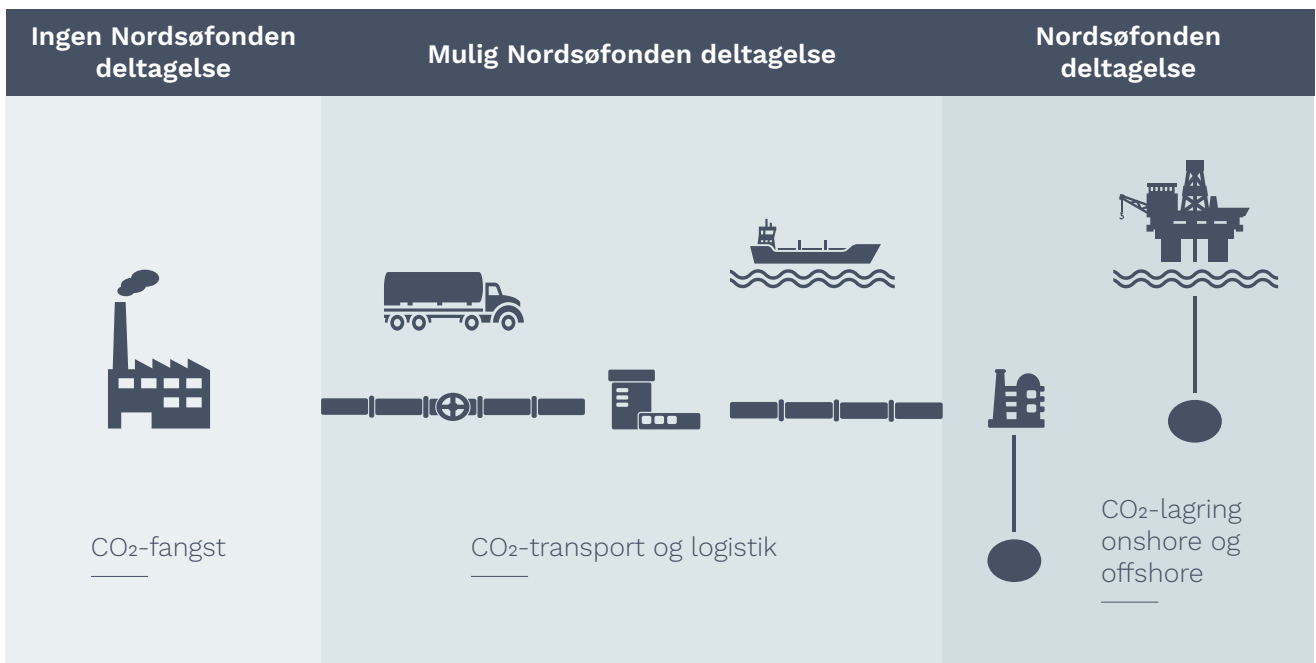 Ingen Nordsøfonden
deltagelse
Mulig Nordsøfonden deltagelse
Nordsøfonden
deltagelse
CO₂-fangst
CO₂-transport og logistik
CO₂-lagring
onshore og
offshore